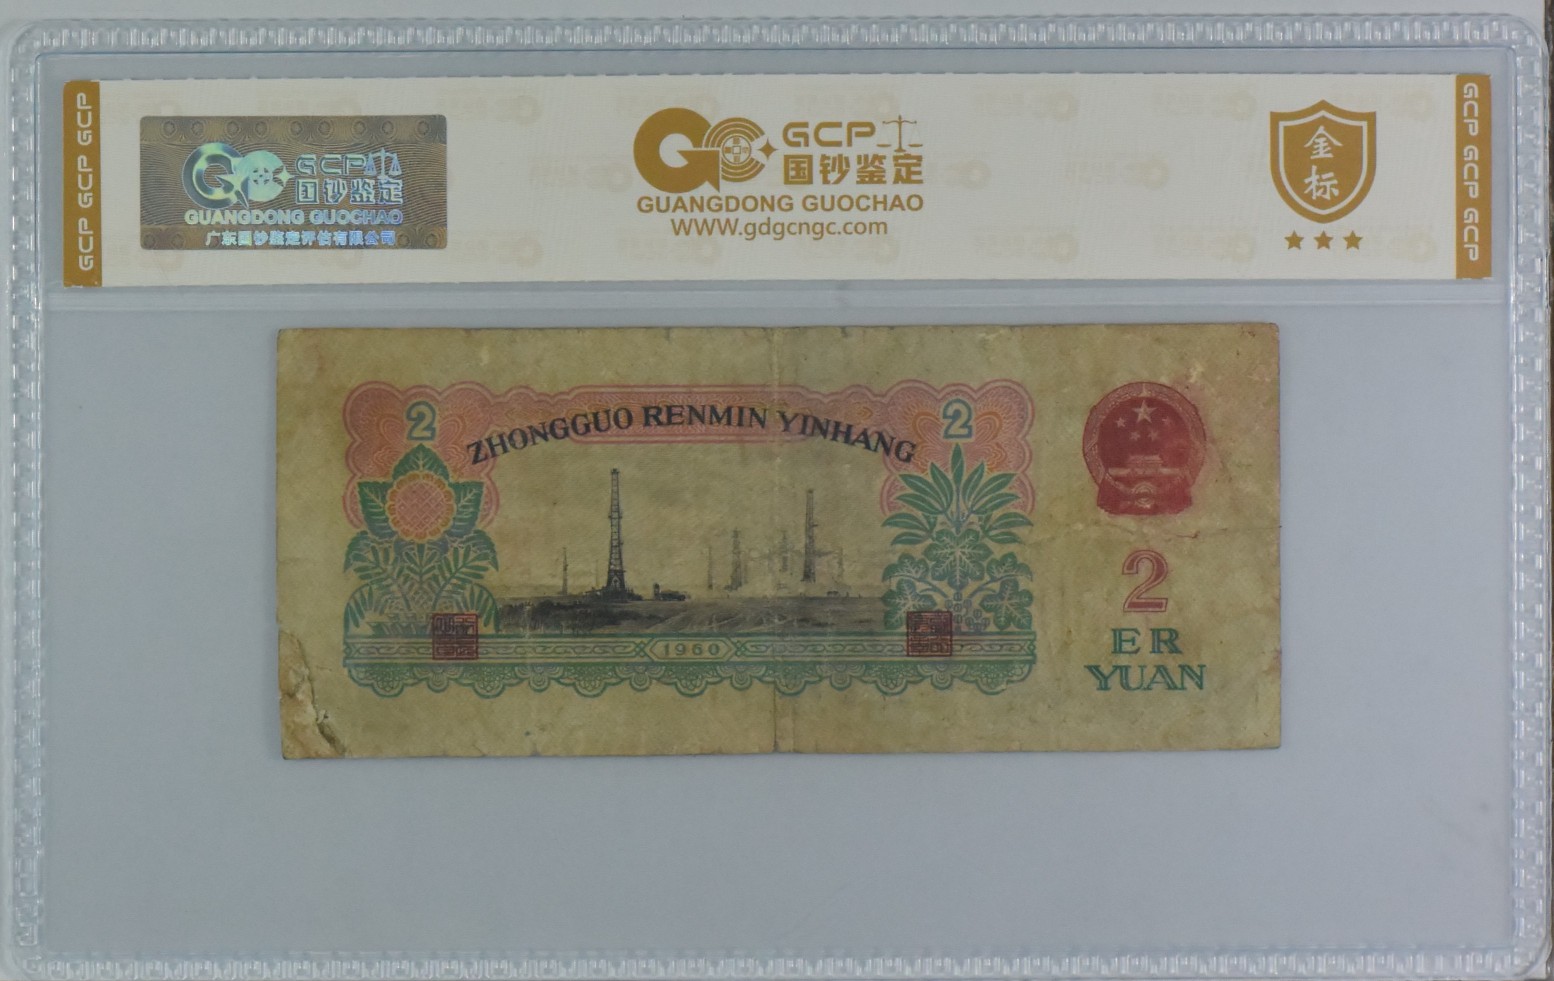 GCP GCP GCP
GCP
国钞鉴定
GUANGDONG GUOCHAO
广东国钞鉴定评估有限公司
GCP
国钞鉴定
GUANGDONG GUOCHAO
WWW.gdgcngc.com
金
标
GCP GCP GCP
2
ZHONGGUO RENMIN YINHANG
2
1960
2
ER
YUAN